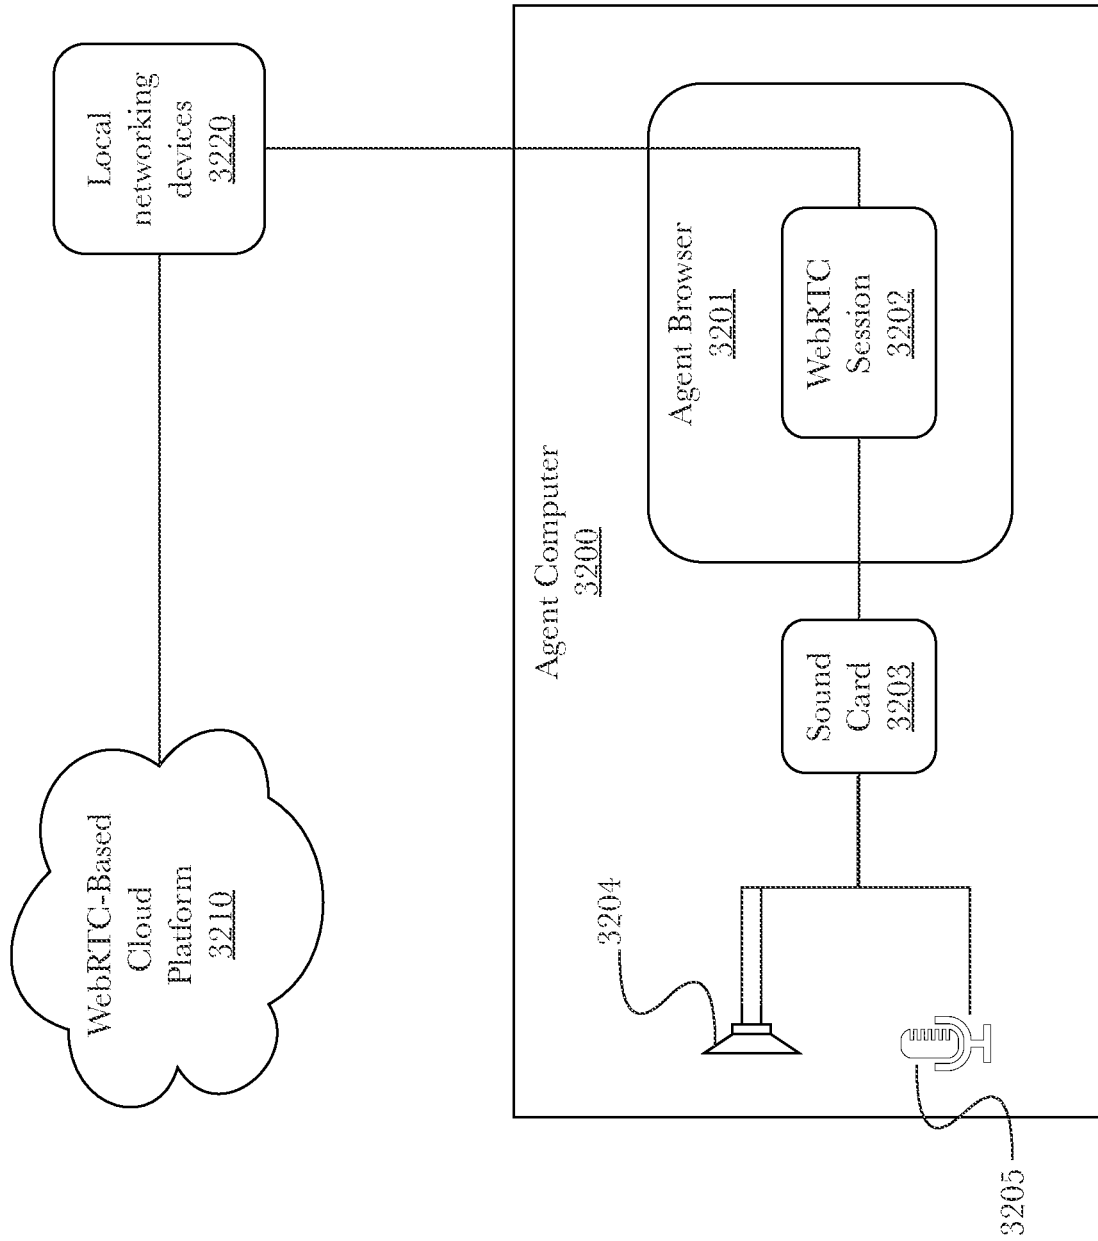 WebRTC-Based
Cloud
Platform
3210
Local
networking
devices
3220
Agent Computer
3200
Agent Browser
3201
WebRTC
Session
3202
Sound
Card
3203
3204
3205